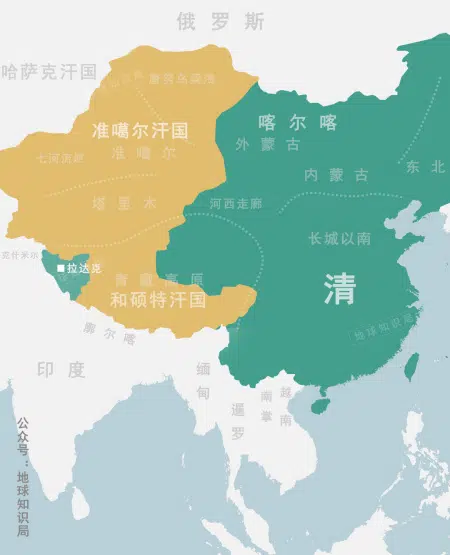 俄罗斯
哈萨克汗国
唐努乌梁海
喀尔喀
准噶尔汗国
外蒙古
准噶尔
七河流域
东北
内蒙古
塔里木
河西走廊
长城以南
克什米尔
拉达克
青藏高原
清
和硕特汗国
地球知识局
廓尔喀
印度
缅甸
暹罗
南掌
越南
公众号：地球知识局